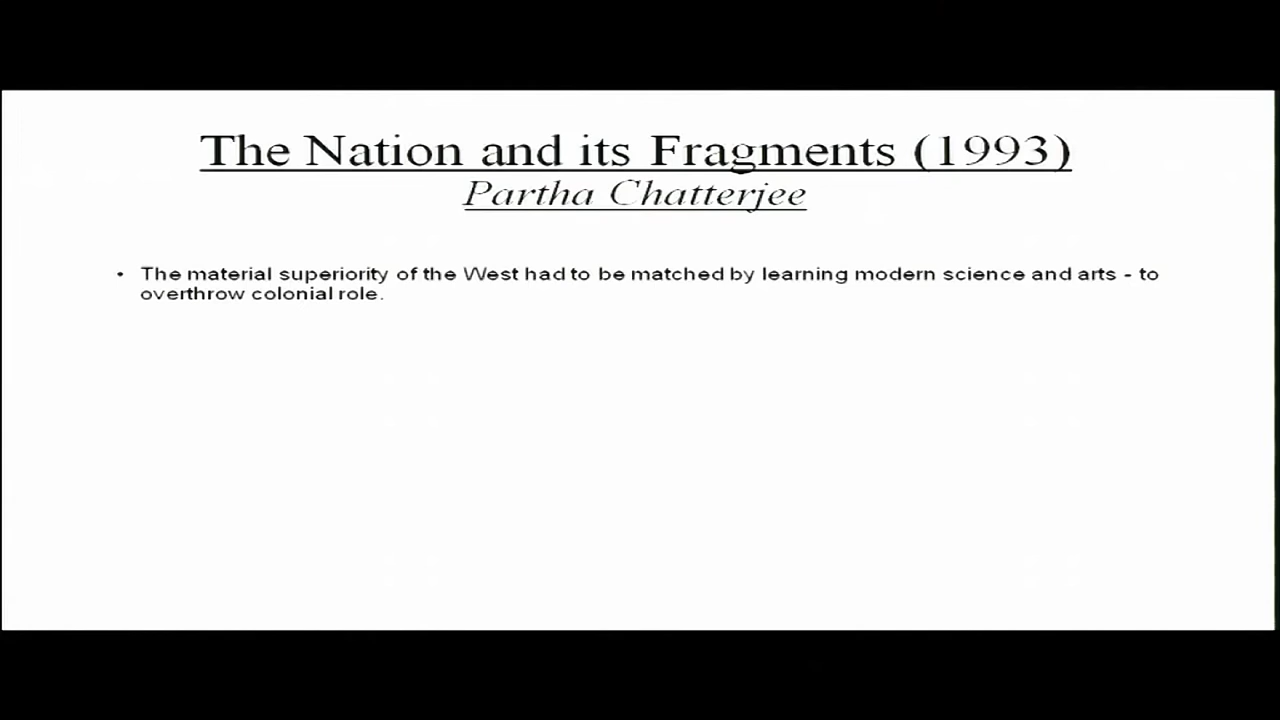 The Nation and its Fragments (1993)
Partha Chatterjee
• The material superiority of the West had to be matched by learning modern science and arts - to
overthrow colonial role.